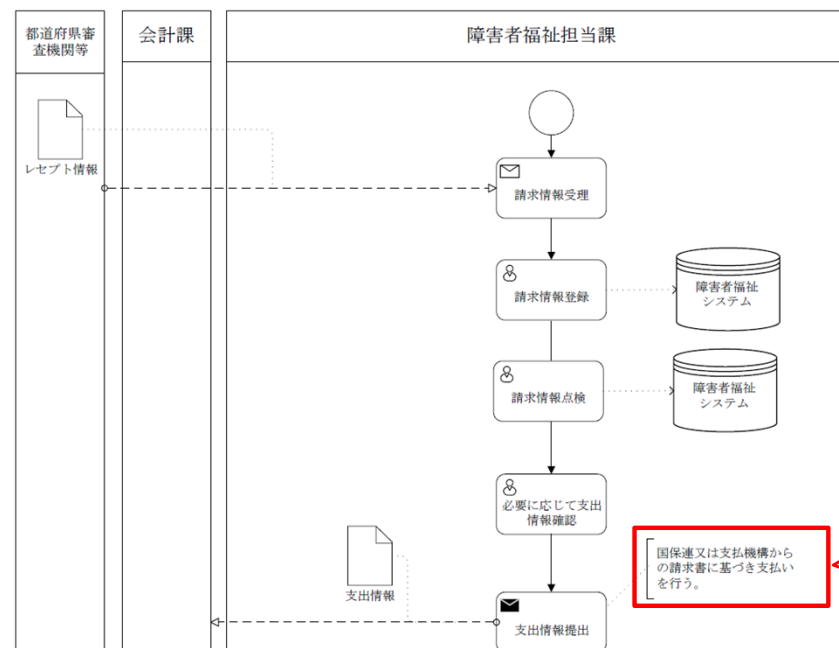 都道府県審
査機関等
会計課
障害者福祉担当課
レセプト情報
請求情報受理
請求情報登録
障害者福祉
システム
請求情報点検
障害者福祉
システム
必要に応じて支出
情報確認
国保連又は支払機構から
の請求書に基づき支払い
を行う。
支出情報
支出情報提出